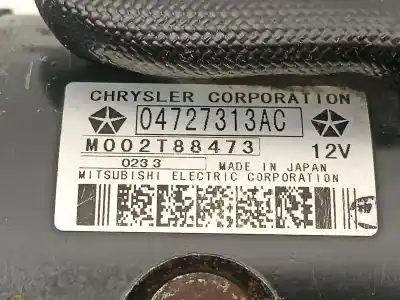 CHRYSLER CORPORATION
04727313AC
M002T88473 12V
0233 MADE IN JAPAN
MITSUBISHI ELECTRIC CORPORATION